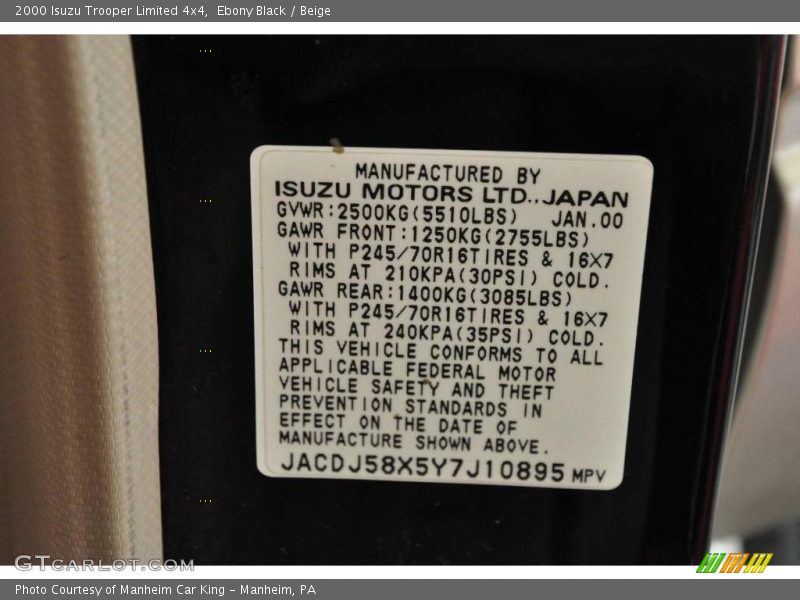 2000 Isuzu Trooper Limited 4x4, Ebony Black / Beige
MANUFACTURED BY
ISUZU MOTORS LTD., JAPAN
GVWR:2500KG(5510LBS) JAN.00
GAWR FRONT:1250KG(2755LBS)
WITH P245/70R16TIRES & 16X7
RIMS AT 210KPA(30PSI) COLD.
GAWR REAR:1400KG(3085LBS)
WITH P245/70R16TIRES & 16X7
RIMS AT 240KPA(35PSI) COLD.
THIS VEHICLE CONFORMS TO ALL
APPLICABLE FEDERAL MOTOR
VEHICLE SAFETY AND THEFT
PREVENTION STANDARDS IN
EFFECT ON THE DATE OF
MANUFACTURE SHOWN ABOVE.
JACDJ58X5Y7J10895 MPV
GTCARLOT.COM
Photo Courtesy of Manheim Car King - Manheim, PA